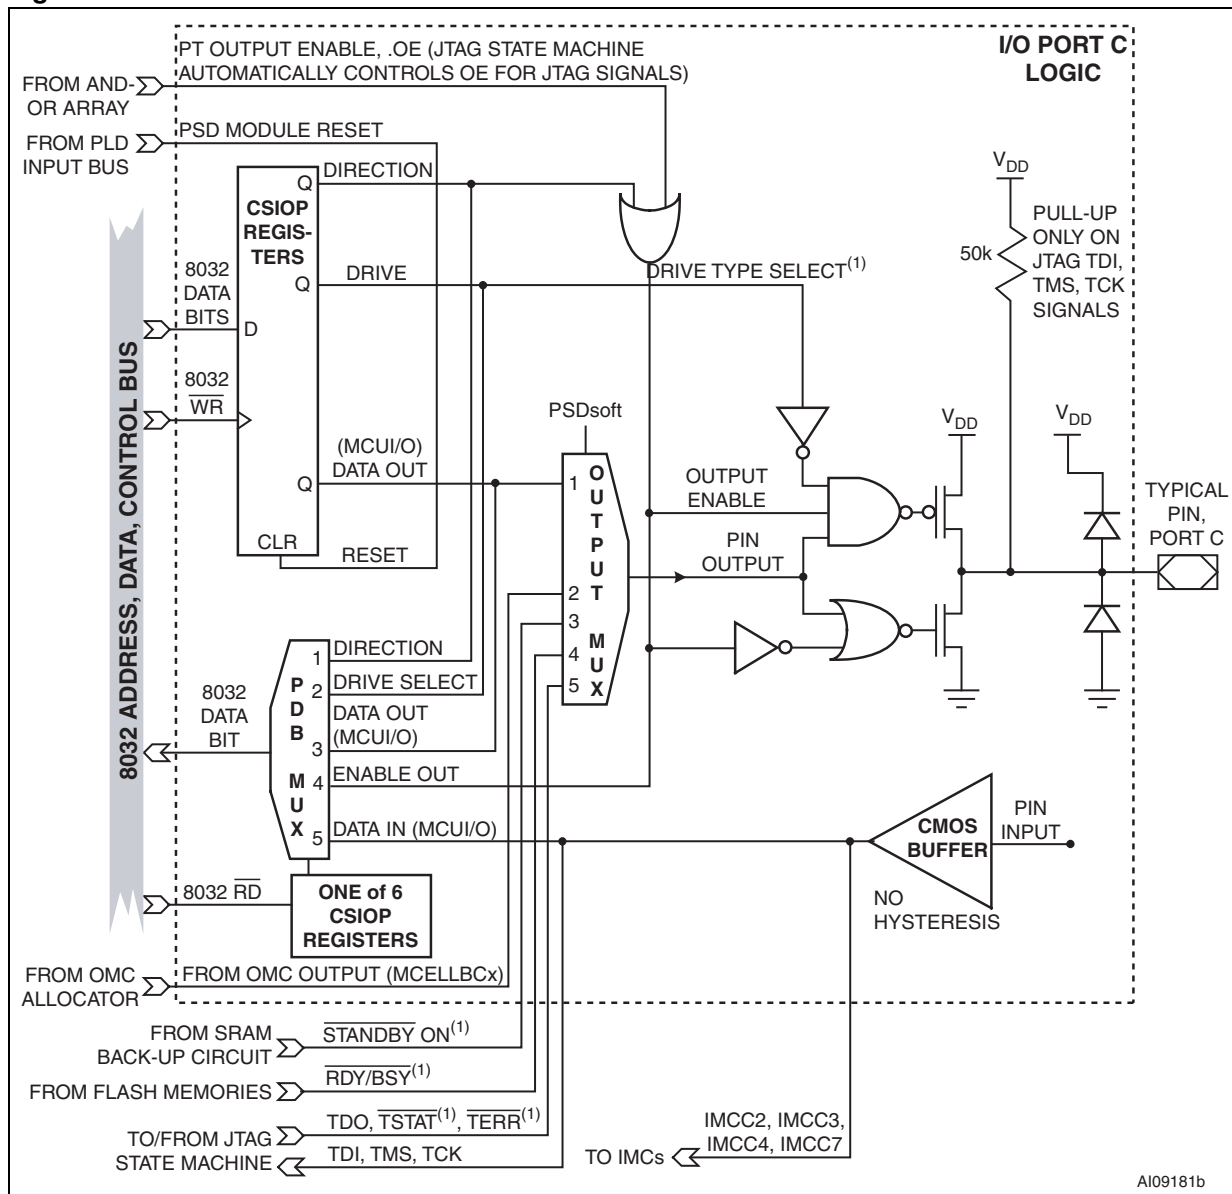 I/O PORT C
LOGIC
PT OUTPUT ENABLE, .OE (JTAG STATE MACHINE
AUTOMATICALLY CONTROLS OE FOR JTAG SIGNALS)
FROM AND-
OR ARRAY
FROM PLD
INPUT BUS
PSD MODULE RESET
8032 ADDRESS, DATA, CONTROL BUS
CSIOP
REGIS-
TERS
Q
DIRECTION
Q
DRIVE
DRIVE TYPE SELECT(1)
8032
DATA
BITS
D
8032
WR
(MCUI/O)
DATA OUT
Q
CLR
RESET
PSDsoft
OUTPUT MUX
1
2
3
4
5
OUTPUT
ENABLE
PIN
OUTPUT
VDD
50k
PULL-UP
ONLY ON
JTAG TDI,
TMS, TCK
SIGNALS
VDD
VDD
TYPICAL
PIN,
PORT C
PDB MUX
1
DIRECTION
2
DRIVE SELECT
DATA OUT
(MCUI/O)
3
4
ENABLE OUT
5
DATA IN (MCUI/O)
8032
DATA
BIT
8032 RD
ONE of 6
CSIOP
REGISTERS
CMOS
BUFFER
PIN
INPUT
NO
HYSTERESIS
FROM OMC
ALLOCATOR
FROM OMC OUTPUT (MCELLBCx)
FROM SRAM
BACK-UP CIRCUIT
STANDBY ON(1)
FROM FLASH MEMORIES
RDY/BSY(1)
TO/FROM JTAG
STATE MACHINE
TDO, TSTAT(1), TERR(1)
TDI, TMS, TCK
TO IMCs
IMCC2, IMCC3,
IMCC4, IMCC7
AI09181b